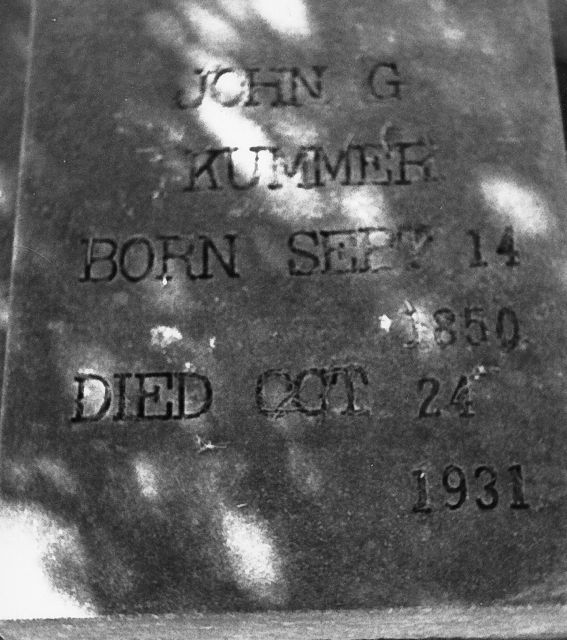 JOHN G
KUMMER
BORN SEPT 14
1850
DIED OCT 24
1931